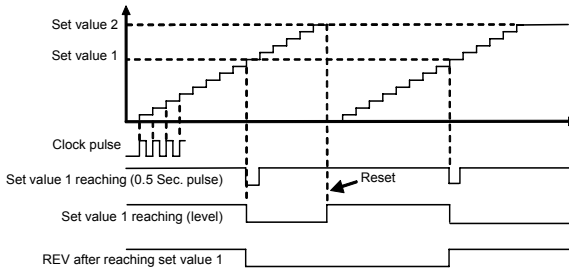 Set value 2
Set value 1
Clock pulse
Set value 1 reaching (0.5 Sec. pulse)
Reset
Set value 1 reaching (level)
REV after reaching set value 1